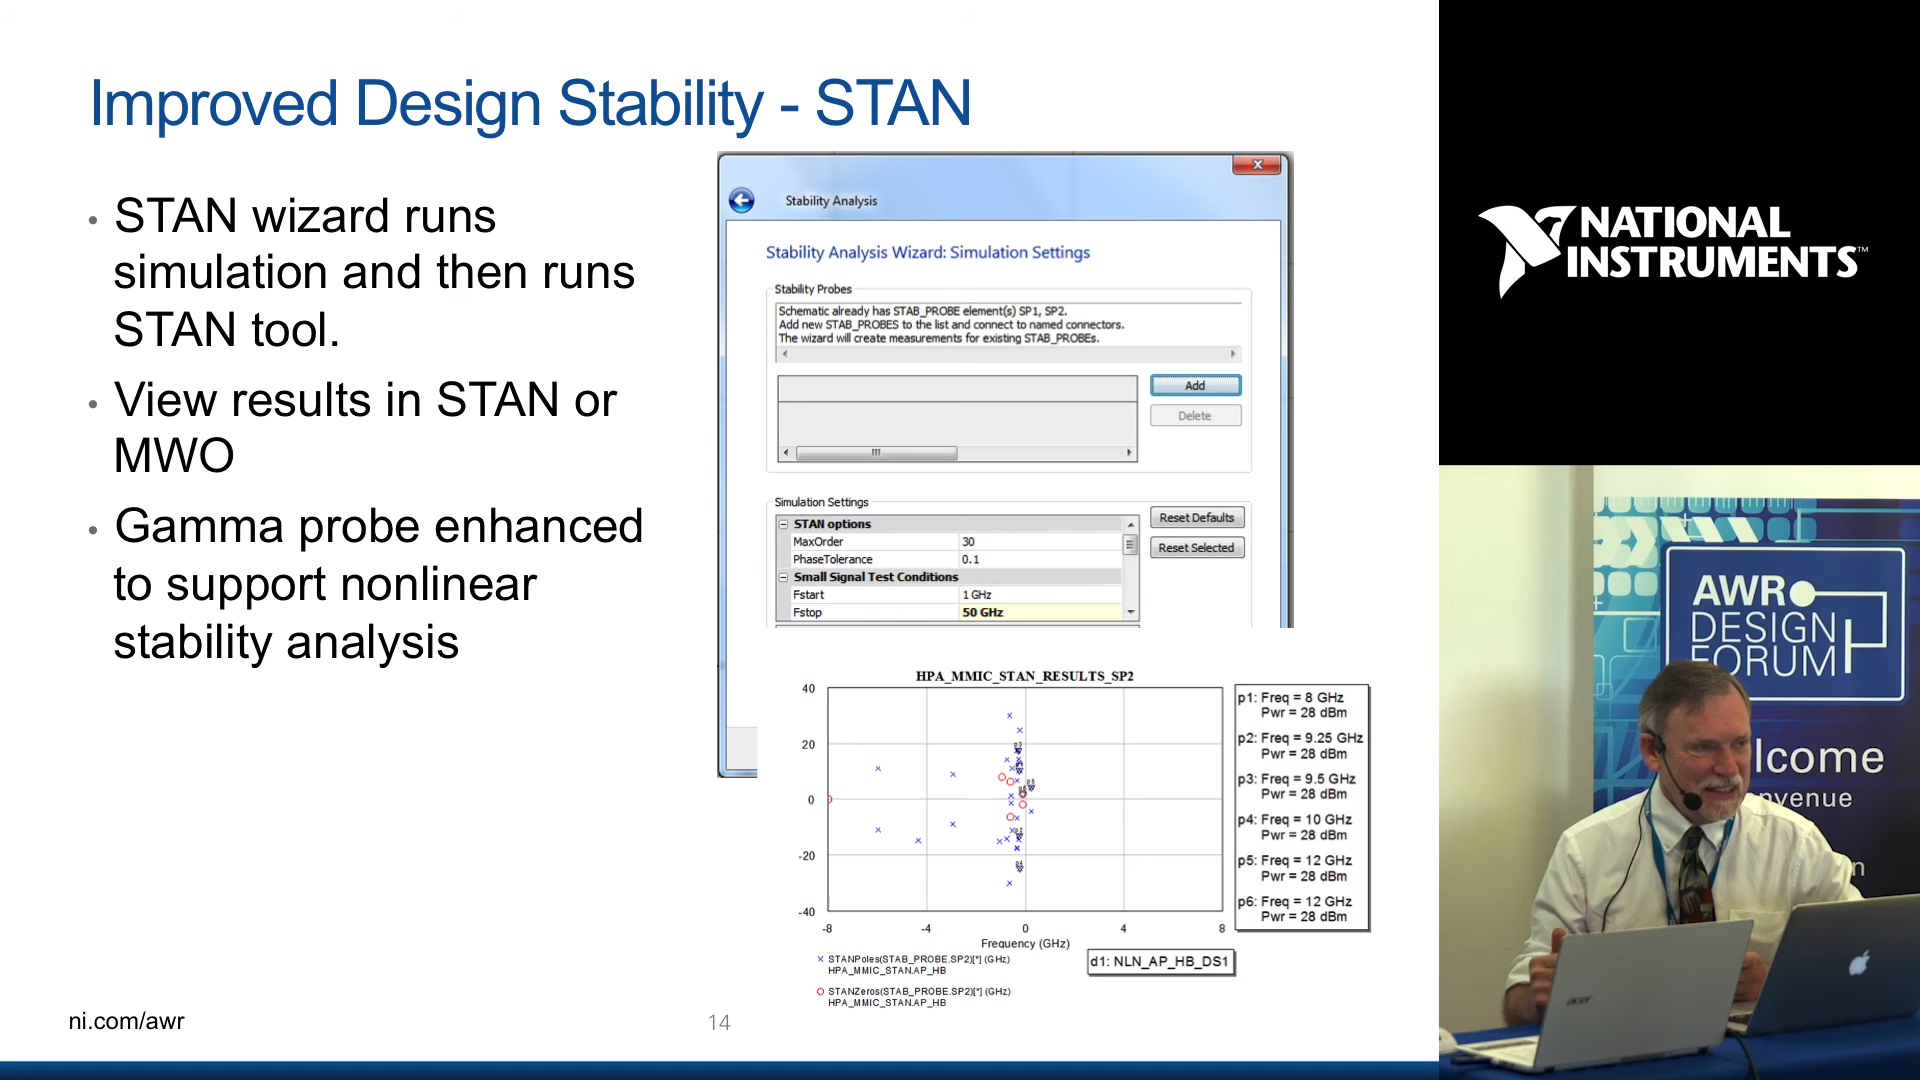 Improved Design Stability - STAN
• STAN wizard runs
simulation and then runs
STAN tool.
• View results in STAN or
MWO
• Gamma probe enhanced
to support nonlinear
stability analysis
Stability Analysis
Stability Analysis Wizard: Simulation Settings
Stability Probes
Schematic already has STAB_PROBE element(s) SP1, SP2.
Add new STAB_PROBES to the list and connect to named connectors.
The wizard will create measurements for existing STAB_PROBEs.
Add
Delete
Simulation Settings
STAN options
MaxOrder 30
PhaseTolerance 0.1
Small Signal Test Conditions
Fstart 1 GHz
Fstop 50 GHz
Reset Defaults
Reset Selected
HPA_MMIC_STAN_RESULTS_SP2
40
20
0
-20
-40
-8 -4 0 4 8
Frequency (GHz)
STANPoles(STAB_PROBE.SP2)[*] (GHz)
HPA_MMIC_STAN.AP_HB
STANZeros(STAB_PROBE.SP2)[*] (GHz)
HPA_MMIC_STAN.AP_HB
d1: NLN_AP_HB_DS1
p1: Freq = 8 GHz
Pwr = 28 dBm
p2: Freq = 9.25 GHz
Pwr = 28 dBm
p3: Freq = 9.5 GHz
Pwr = 28 dBm
p4: Freq = 10 GHz
Pwr = 28 dBm
p5: Freq = 12 GHz
Pwr = 28 dBm
p6: Freq = 12 GHz
Pwr = 28 dBm
ni.com/awr
14
NATIONAL
INSTRUMENTS™
AWR
DESIGN
FORUM
lcome
nvenue
n
acer